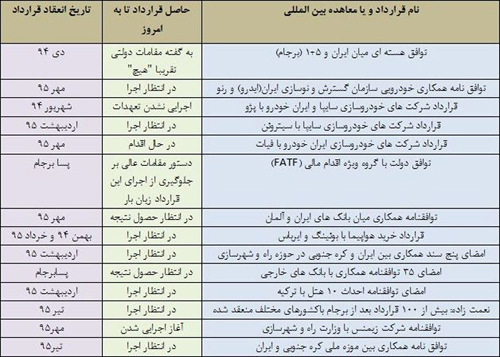 نام قرارداد و یا معاهده بین المللی	حاصل قرارداد تا به امروز	تاریخ انعقاد قرارداد
توافق هسته ای میان ایران و 1+5 (برجام)	به گفته مقامات دولتی تقریبا "هیچ"	دی ۹۴
توافق نامه همکاری خودرویی سازمان گسترش و نوسازی ایران(ایدرو) و رنو	در انتظار اجرا	مهر ۹۵
قرارداد شرکت های خودروسازی سایپا و ایران خودرو با پژو	اجرایی نشدن تعهدات	شهریور ۹۴
قرارداد شرکت های خودروسازی سایپا با سیتروئن	در انتظار اجرا	اردیبهشت ۹۵
قرارداد شرکت های خودروسازی ایران خودرو با فیات	در حال اقدام	مهر ۹۵
توافق دولت با گروه ویژه اقدام مالی (FATF)	دستور مقامات عالی بر جلوگیری از اجرای این قرارداد زیان بار	پسا برجام
توافقنامه همکاری میان بانک های ایران و آلمان	در انتظار حصول نتیجه	مهر ۹۵
قرارداد خرید هواپیما با بوئینگ و ایرباس	در انتظار اجرا	بهمن ۹۴ و خرداد ۹۵
امضای پنج سند همکاری بین ایران و کره جنوبی در حوزه راه و شهرسازی	در انتظار اجرا	اردیبهشت ۹۵
امضای ۳۵ توافقنامه همکاری با بانک های خارجی	در انتظار حصول نتیجه	پسابرجام
امضای توافقنامه احداث ۱۰ هتل با ترکیه	در انتظار اجرا	اردیبهشت ۹۵
نعمت زاده: بیش از ۱۰۰ قرارداد بعد از برجام باکشورهای مختلف منعقد شده	در انتظار اجرا	تیر ۹۵
توافقنامه شرکت زیمنس با وزارت راه و شهرسازی	آغاز اجرایی شدن	مهر۹۵
توافقنامه همکاری بین موزه ملی کره جنوبی و ایران	در انتظار اجرا	تیر۹۵